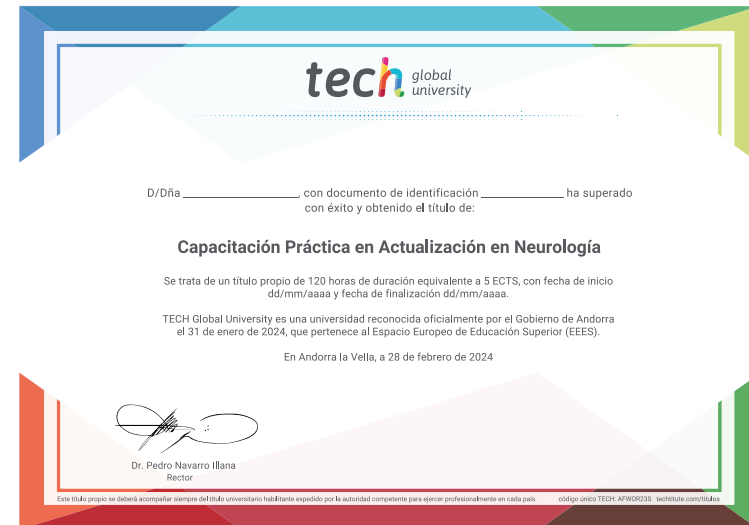 tech global
university
D/Dña ____________________, con documento de identificación ______________ ha superado
con éxito y obtenido el título de:
Capacitación Práctica en Actualización en Neurología
Se trata de un título propio de 120 horas de duración equivalente a 5 ECTS, con fecha de inicio
dd/mm/aaaa y fecha de finalización dd/mm/aaaa.
TECH Global University es una universidad reconocida oficialmente por el Gobierno de Andorra
el 31 de enero de 2024, que pertenece al Espacio Europeo de Educación Superior (EEES).
En Andorra la Vella, a 28 de febrero de 2024
Dr. Pedro Navarro Illana
Rector
Este título propio se deberá acompañar siempre del título universitario habilitante expedido por la autoridad competente para ejercer profesionalmente en cada país. código único TECH: AFWOR23S techtitute.com/titulos